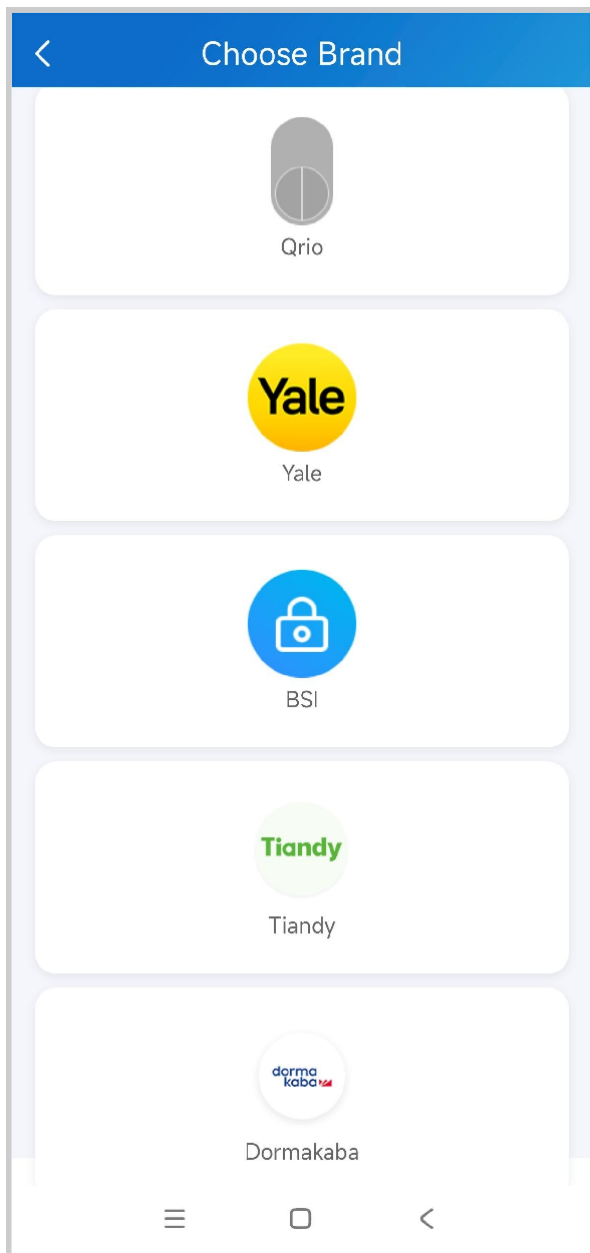 Choose Brand
Qrio
Yale
Yale
BSI
Tiandy
Tiandy
dorma
kaba
Dormakaba